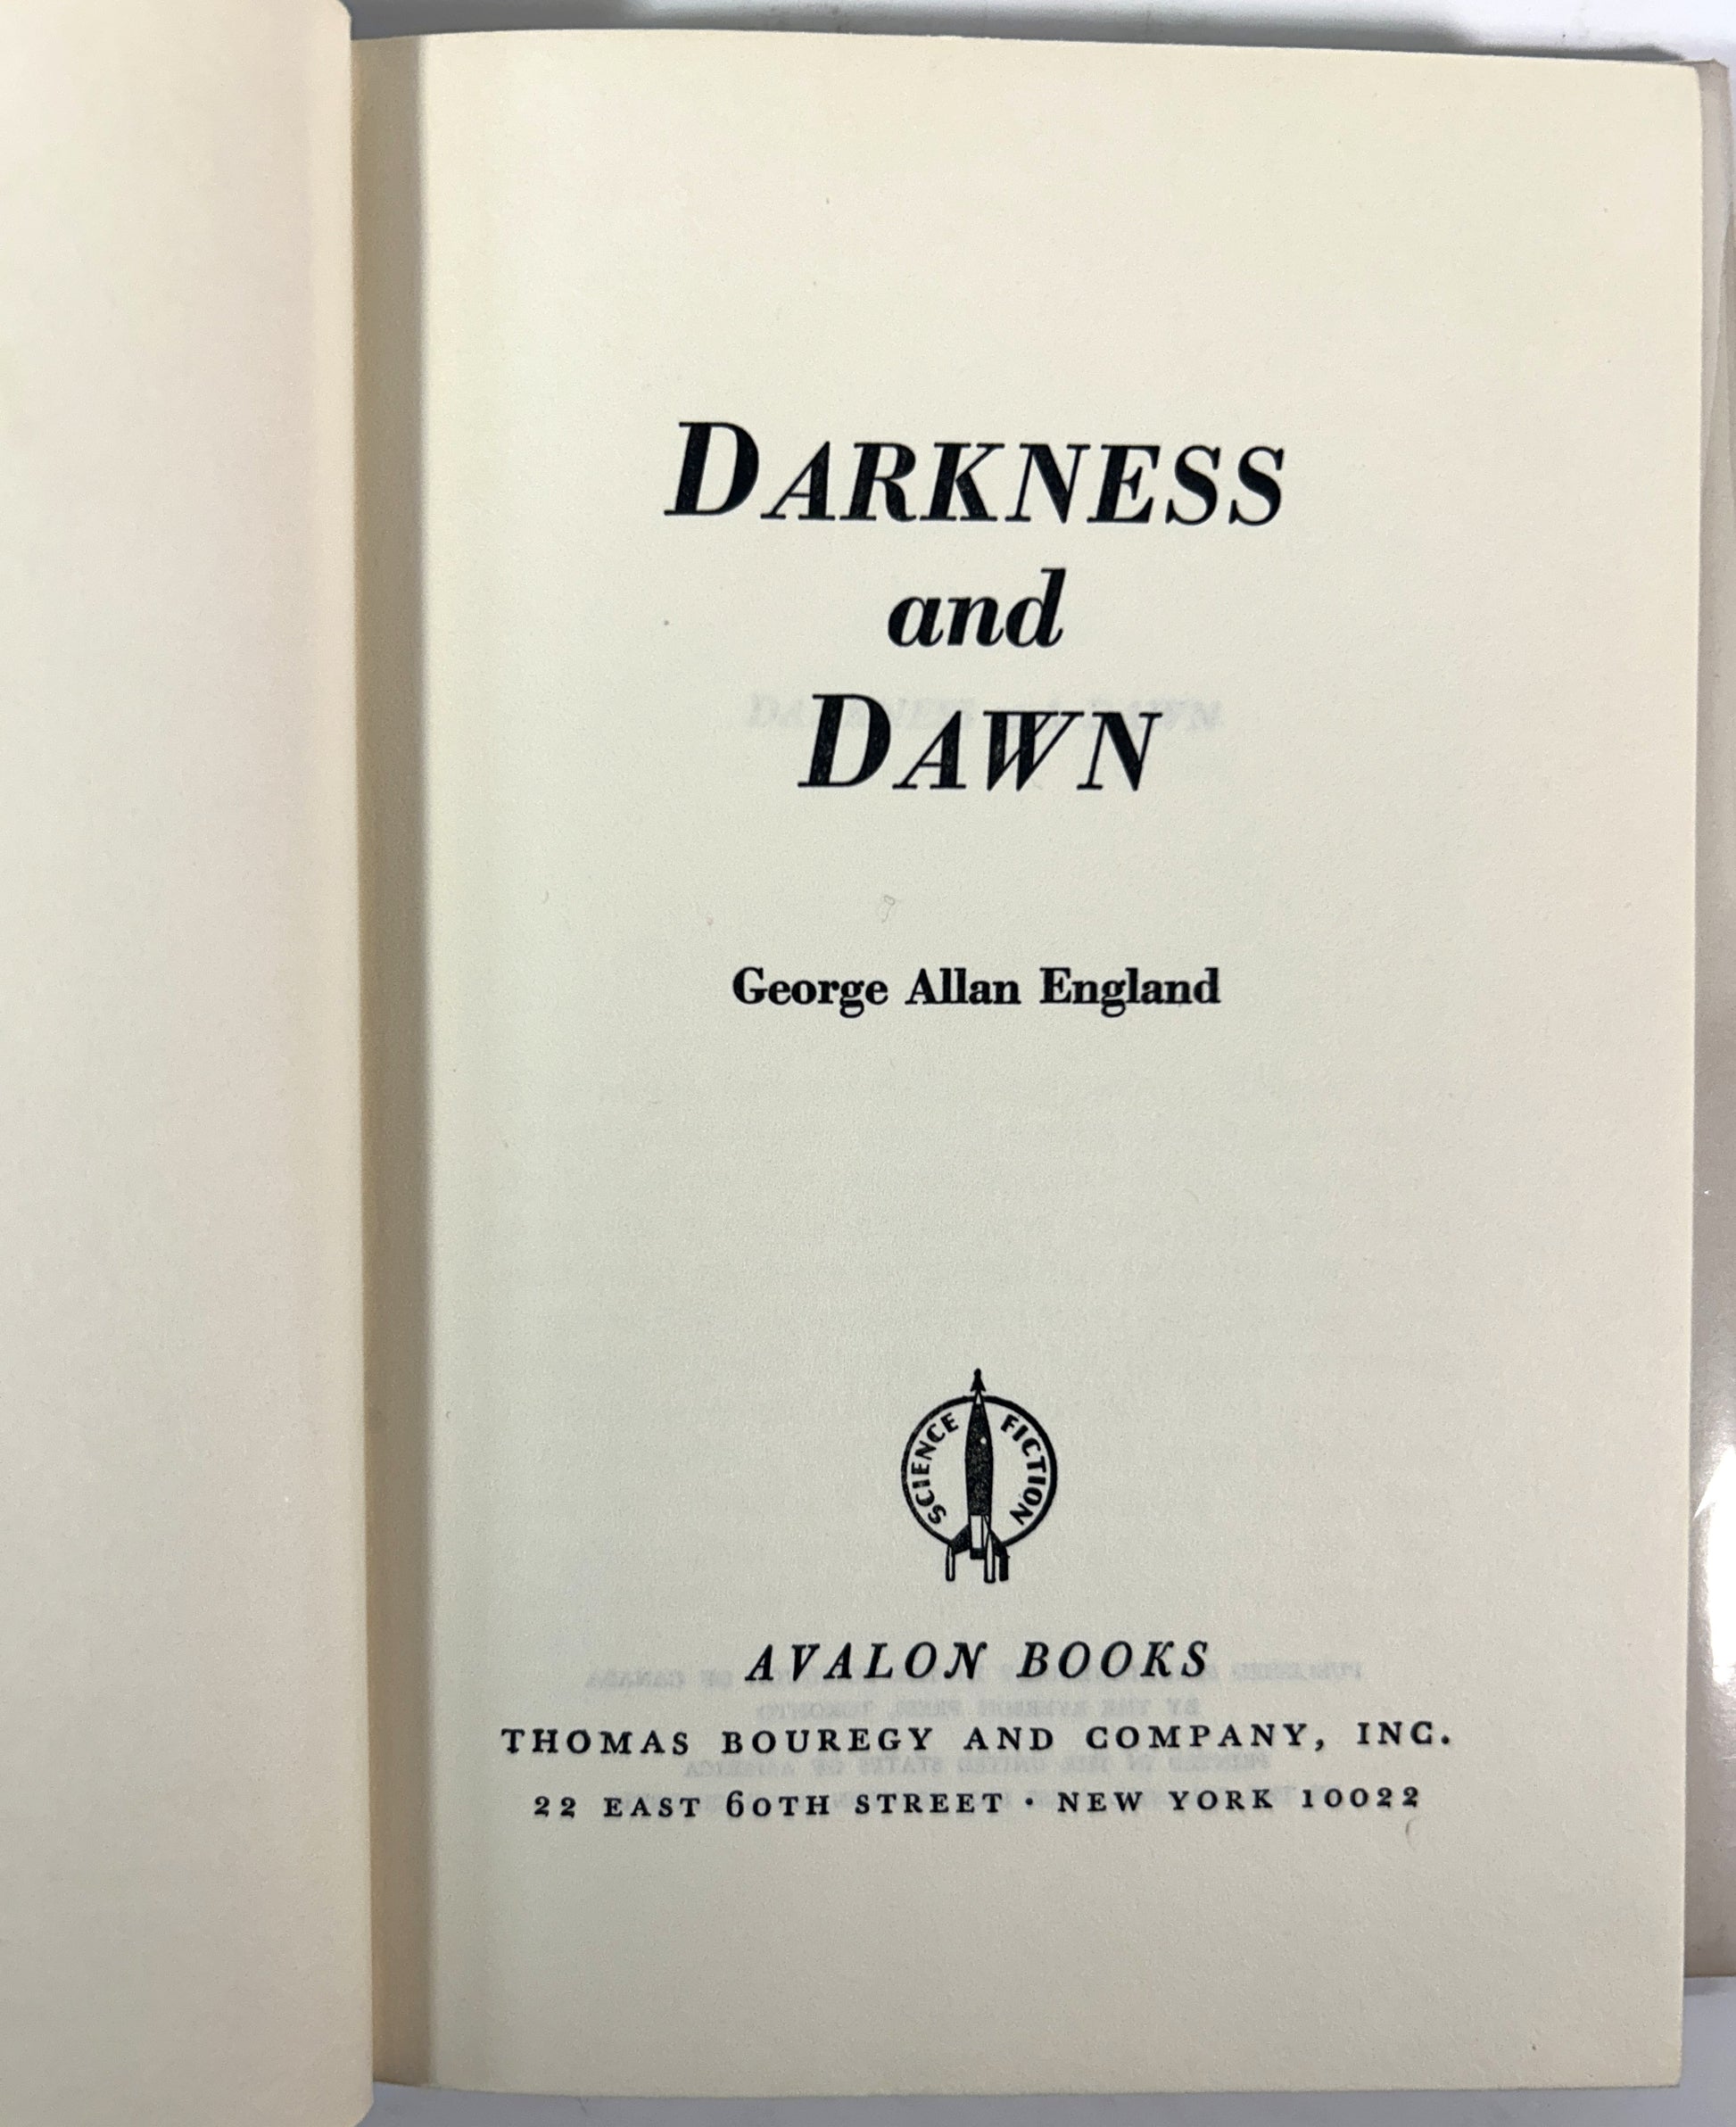 DARKNESS
and
DAWN
George Allan England
SCIENCE FICTION
AVALON BOOKS
THOMAS BOUREGY AND COMPANY, INC.
22 EAST 60TH STREET · NEW YORK 10022